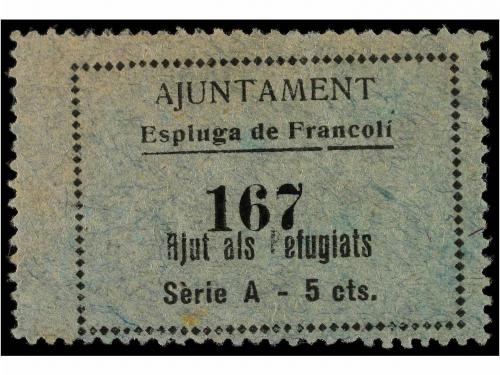 AJUNTAMENT
Espluga de Francolí
167
Ajut als Refugiats
Sèrie A - 5 cts.